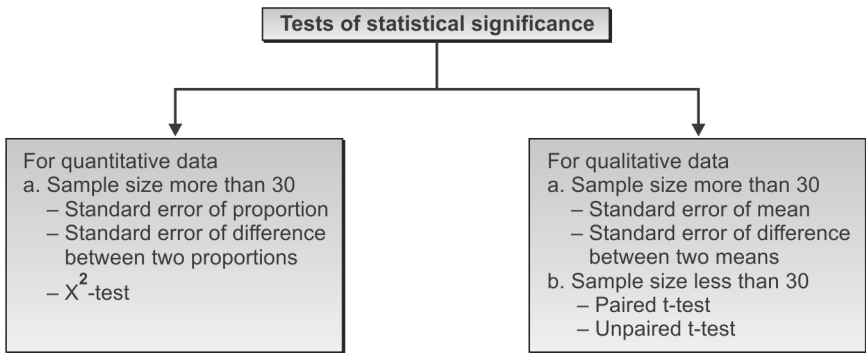 Tests of statistical significance
For quantitative data
a. Sample size more than 30
– Standard error of proportion
– Standard error of difference
between two proportions
– X²-test
For qualitative data
a. Sample size more than 30
– Standard error of mean
– Standard error of difference
between two means
b. Sample size less than 30
– Paired t-test
– Unpaired t-test